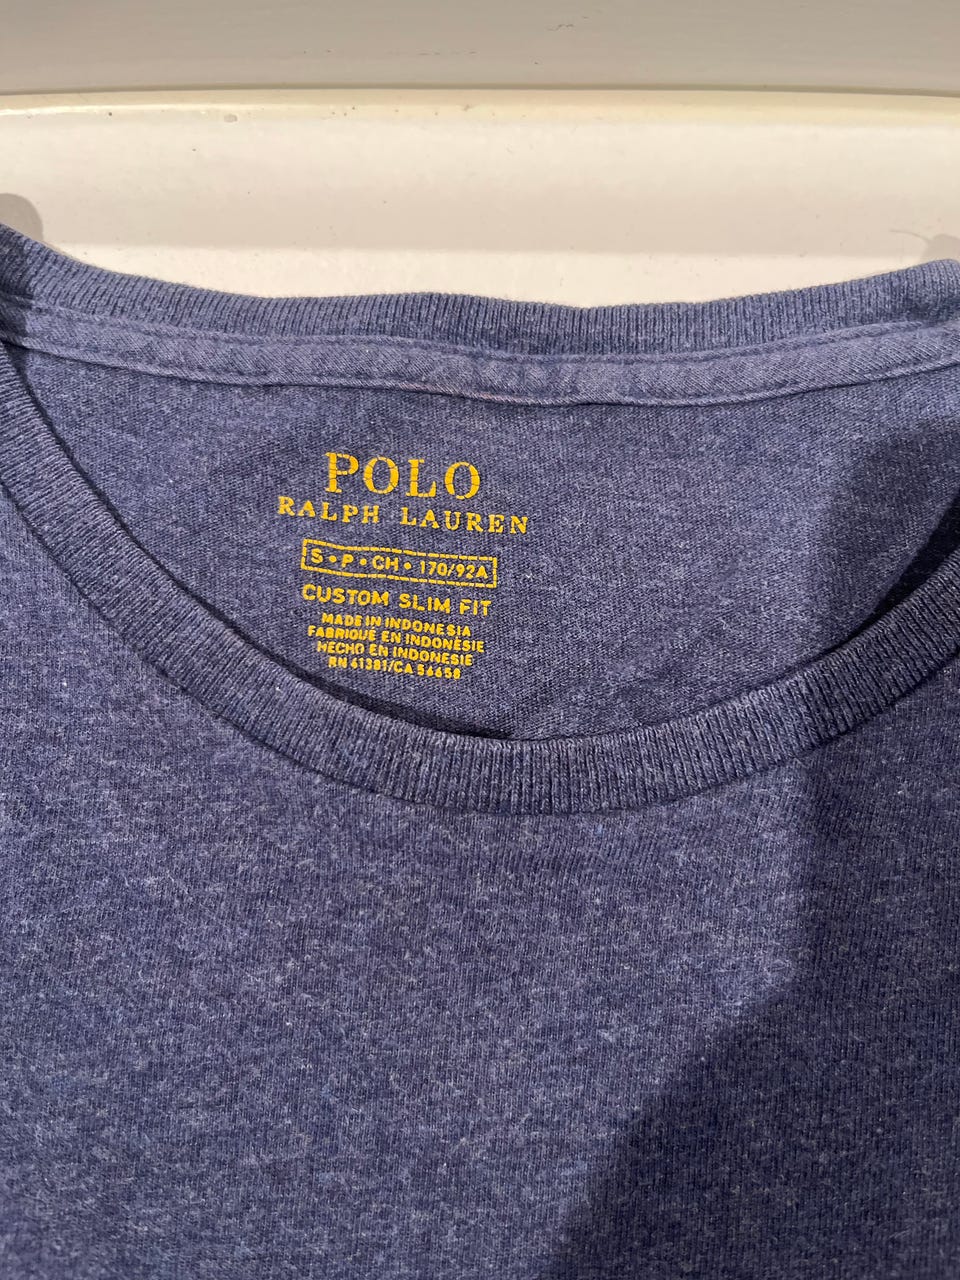 POLO
RALPH LAUREN
S • P • CH • 170/92A
CUSTOM SLIM FIT
MADE IN INDONESIA
FABRIQUE EN INDONÉSIE
HECHO EN INDONESIE
RN 41381/CA 56658